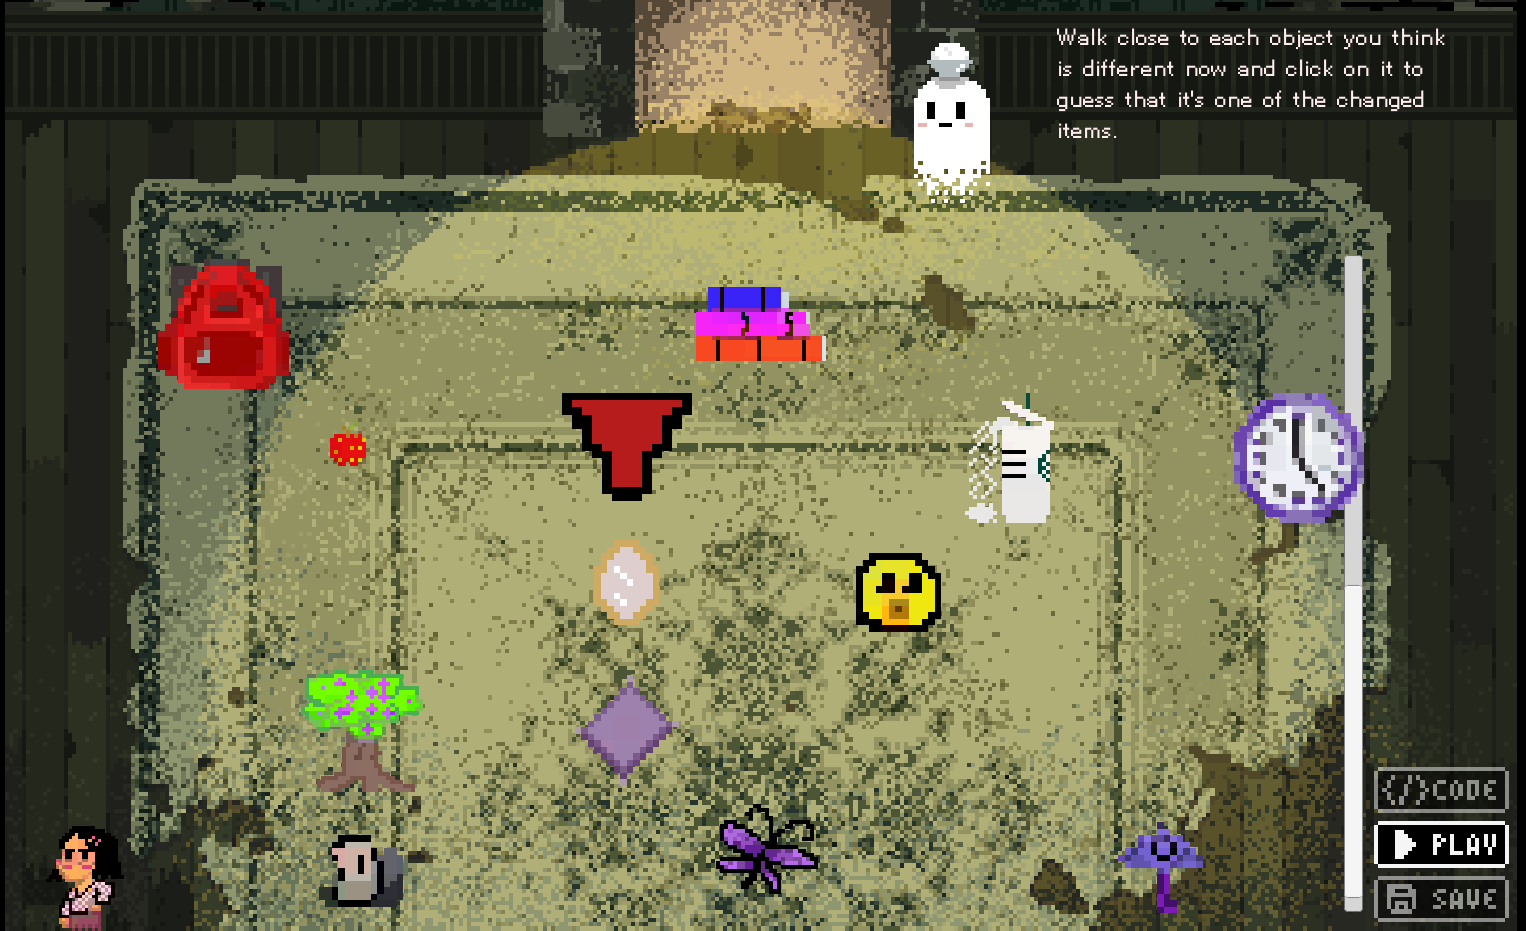 Walk close to each object you think
is different now and click on it to
guess that it's one of the changed
items.
{/}CODE
PLAY
SAVE